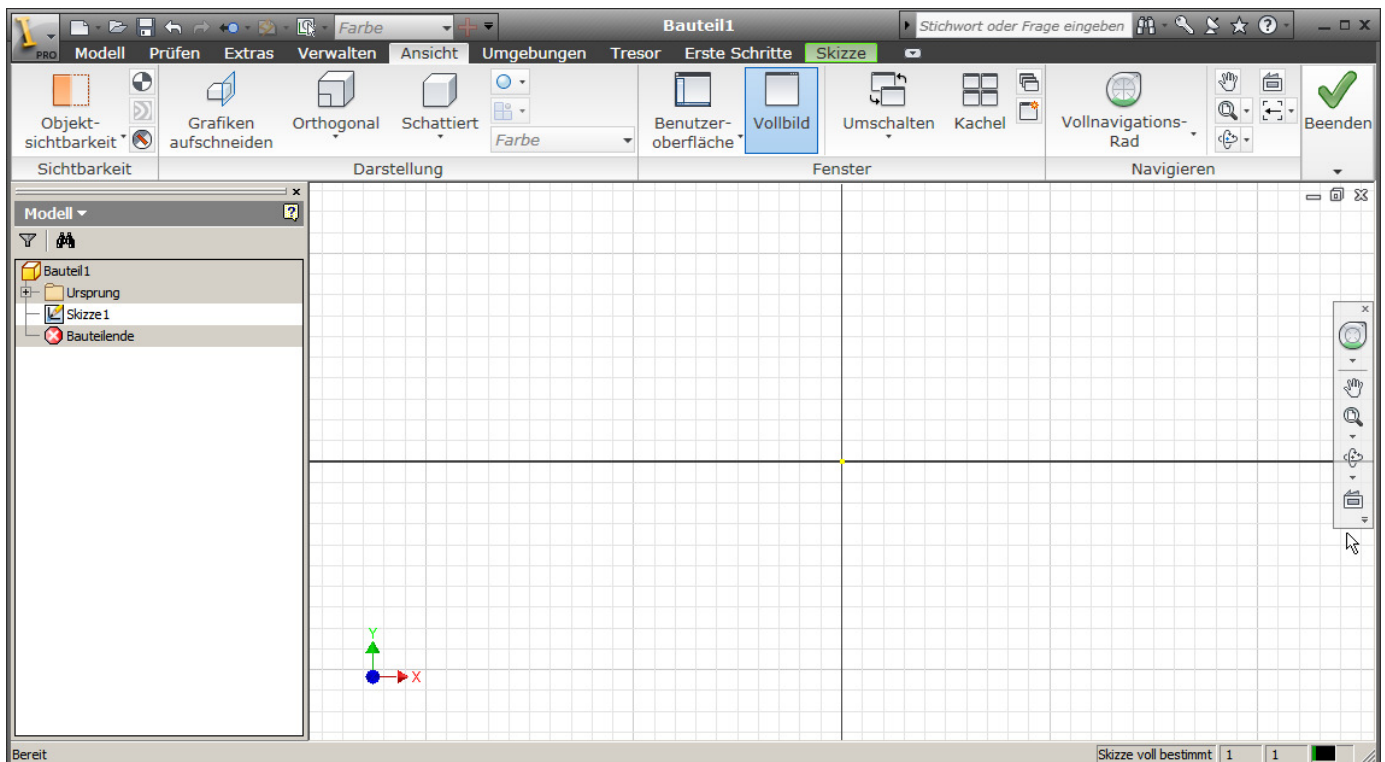 Farbe Bauteil1 Stichwort oder Frage eingeben
PRO Modell Prüfen Extras Verwalten Ansicht Umgebungen Tresor Erste Schritte Skizze
Objekt-
sichtbarkeit
Grafiken
aufschneiden
Orthogonal
Schattiert
Farbe
Benutzer-
oberfläche
Vollbild
Umschalten
Kachel
Vollnavigations-
Rad
Beenden
Sichtbarkeit Darstellung Fenster Navigieren
Modell
Bauteil1
Ursprung
Skizze1
Bauteilende
Y
X
Bereit Skizze voll bestimmt 1 1